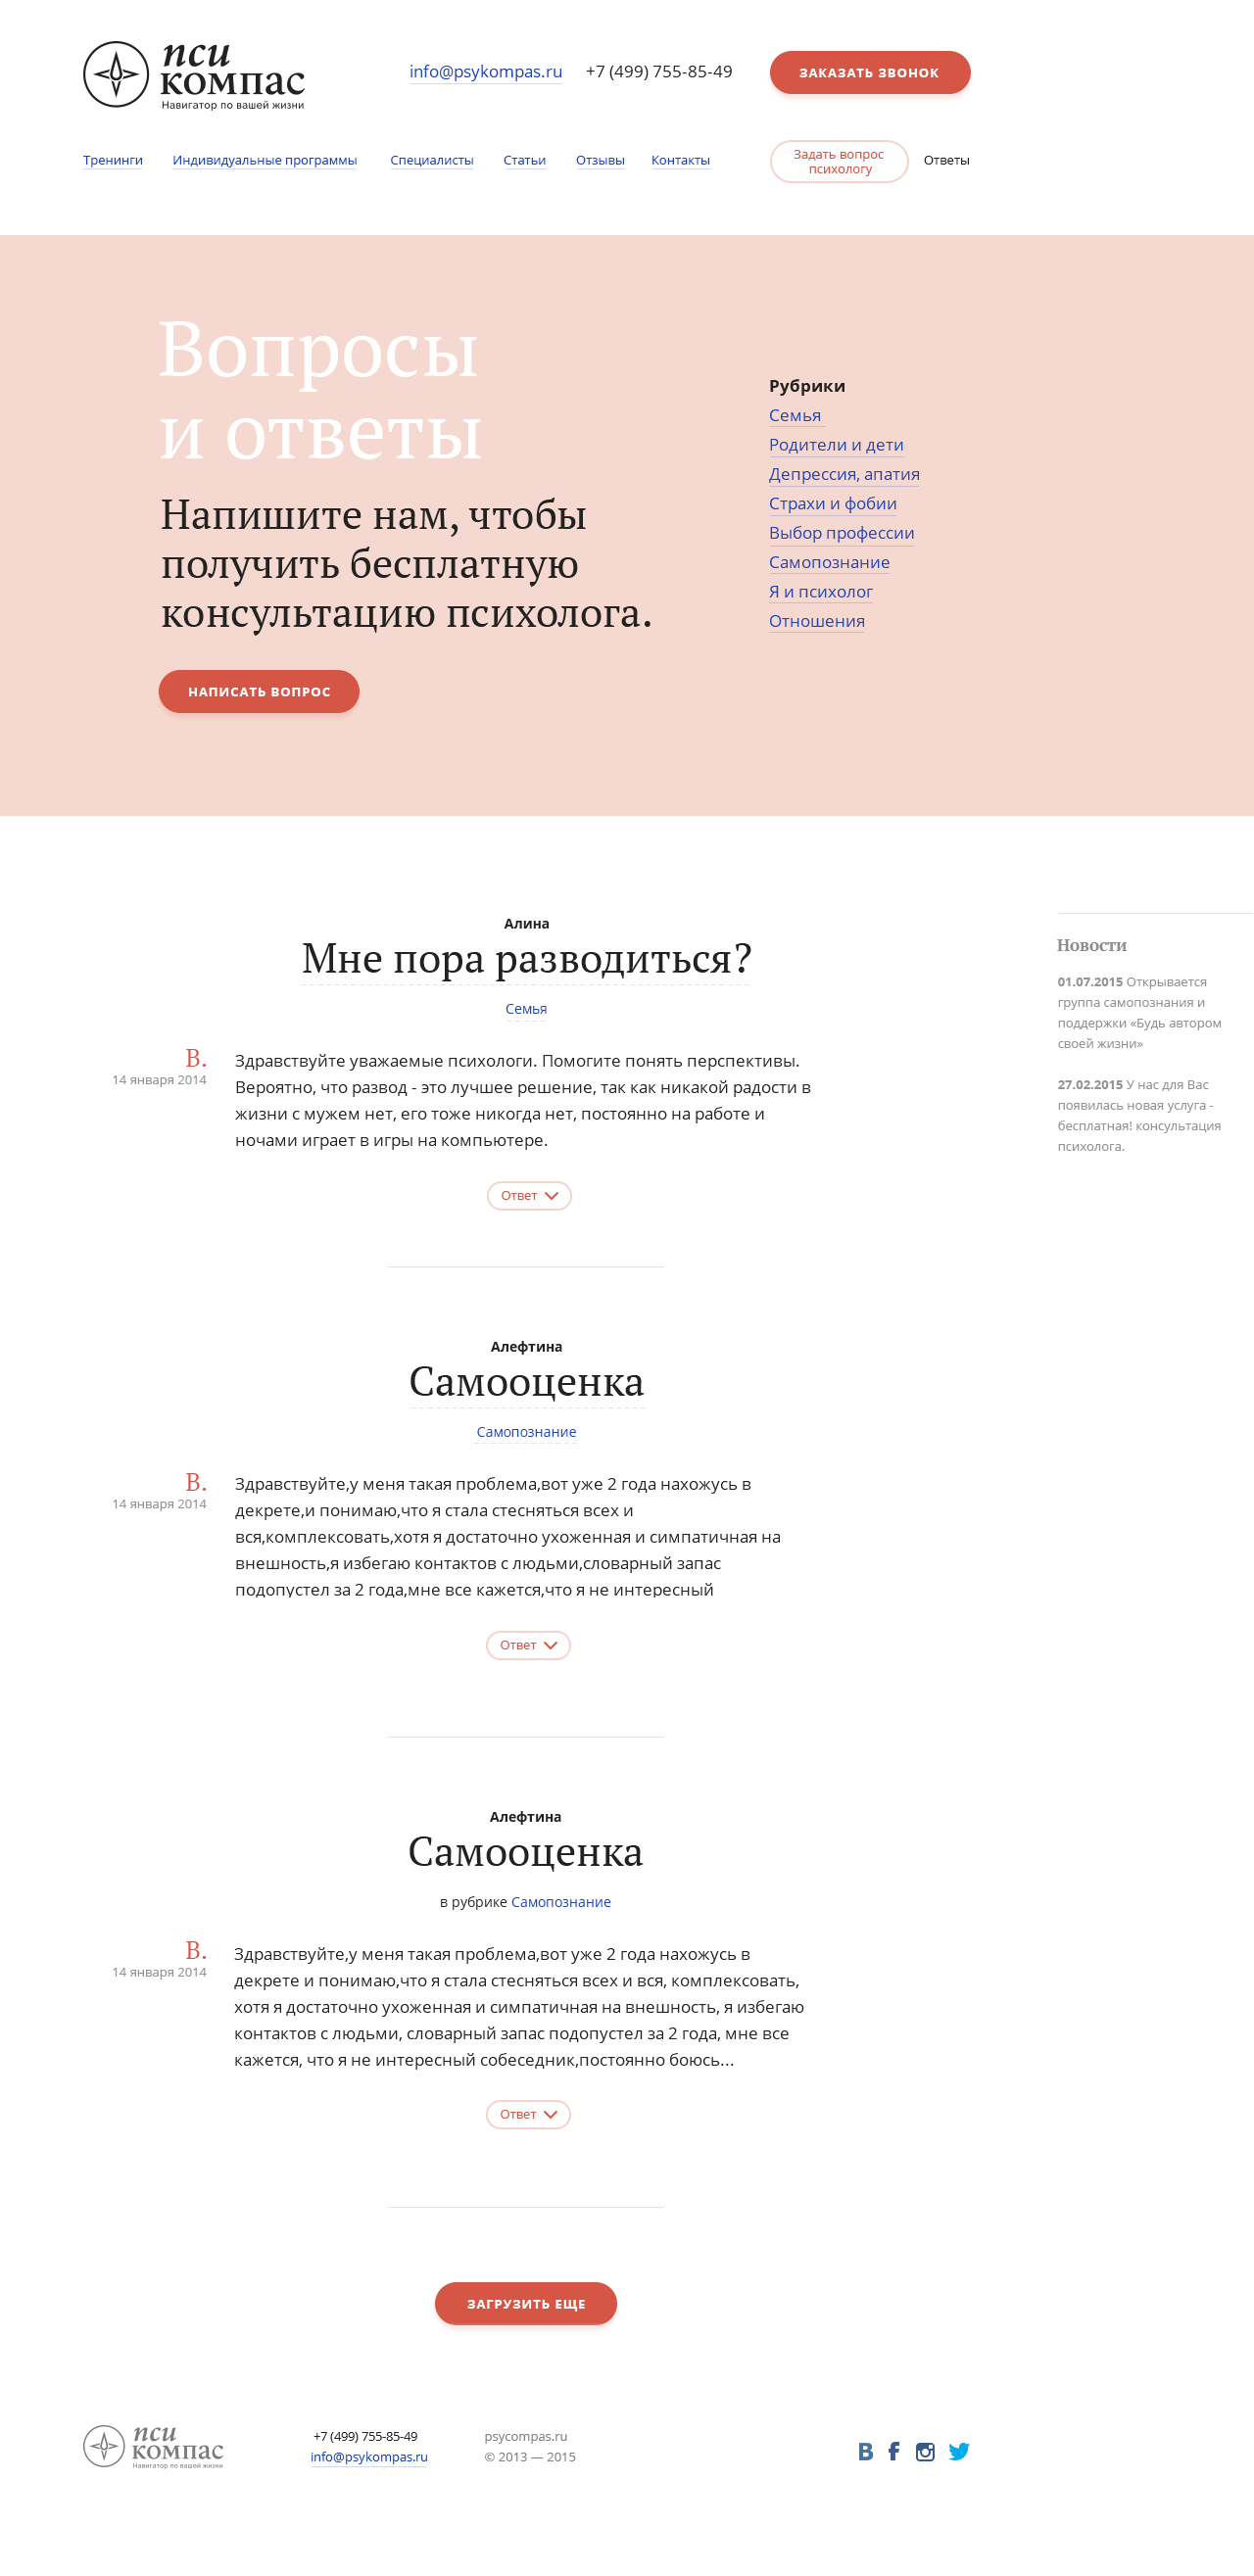 пси
компас
Навигатор по вашей жизни
info@psykompas.ru
+7 (499) 755-85-49
ЗАКАЗАТЬ ЗВОНОК
Тренинги
Индивидуальные программы
Специалисты
Статьи
Отзывы
Контакты
Задать вопрос
психологу
Ответы
Вопросы
и ответы
Напишите нам, чтобы
получить бесплатную
консультацию психолога.
НАПИСАТЬ ВОПРОС
Рубрики
Семья
Родители и дети
Депрессия, апатия
Страхи и фобии
Выбор профессии
Самопознание
Я и психолог
Отношения
Алина
Мне пора разводиться?
Семья
В.
14 января 2014
Здравствуйте уважаемые психологи. Помогите понять перспективы.
Вероятно, что развод - это лучшее решение, так как никакой радости в
жизни с мужем нет, его тоже никогда нет, постоянно на работе и
ночами играет в игры на компьютере.
Ответ
Новости
01.07.2015 Открывается
группа самопознания и
поддержки «Будь автором
своей жизни»
27.02.2015 У нас для Вас
появилась новая услуга -
бесплатная! консультация
психолога.
Алефтина
Самооценка
Самопознание
В.
14 января 2014
Здравствуйте,у меня такая проблема,вот уже 2 года нахожусь в
декрете,и понимаю,что я стала стесняться всех и
вся,комплексовать,хотя я достаточно ухоженная и симпатичная на
внешность,я избегаю контактов с людьми,словарный запас
подопустел за 2 года,мне все кажется,что я не интересный
Ответ
Алефтина
Самооценка
в рубрике Самопознание
В.
14 января 2014
Здравствуйте,у меня такая проблема,вот уже 2 года нахожусь в
декрете и понимаю,что я стала стесняться всех и вся, комплексовать,
хотя я достаточно ухоженная и симпатичная на внешность, я избегаю
контактов с людьми, словарный запас подопустел за 2 года, мне все
кажется, что я не интересный собеседник,постоянно боюсь...
Ответ
ЗАГРУЗИТЬ ЕЩЕ
пси
компас
Навигатор по вашей жизни
+7 (499) 755-85-49
info@psykompas.ru
psycompas.ru
© 2013 — 2015